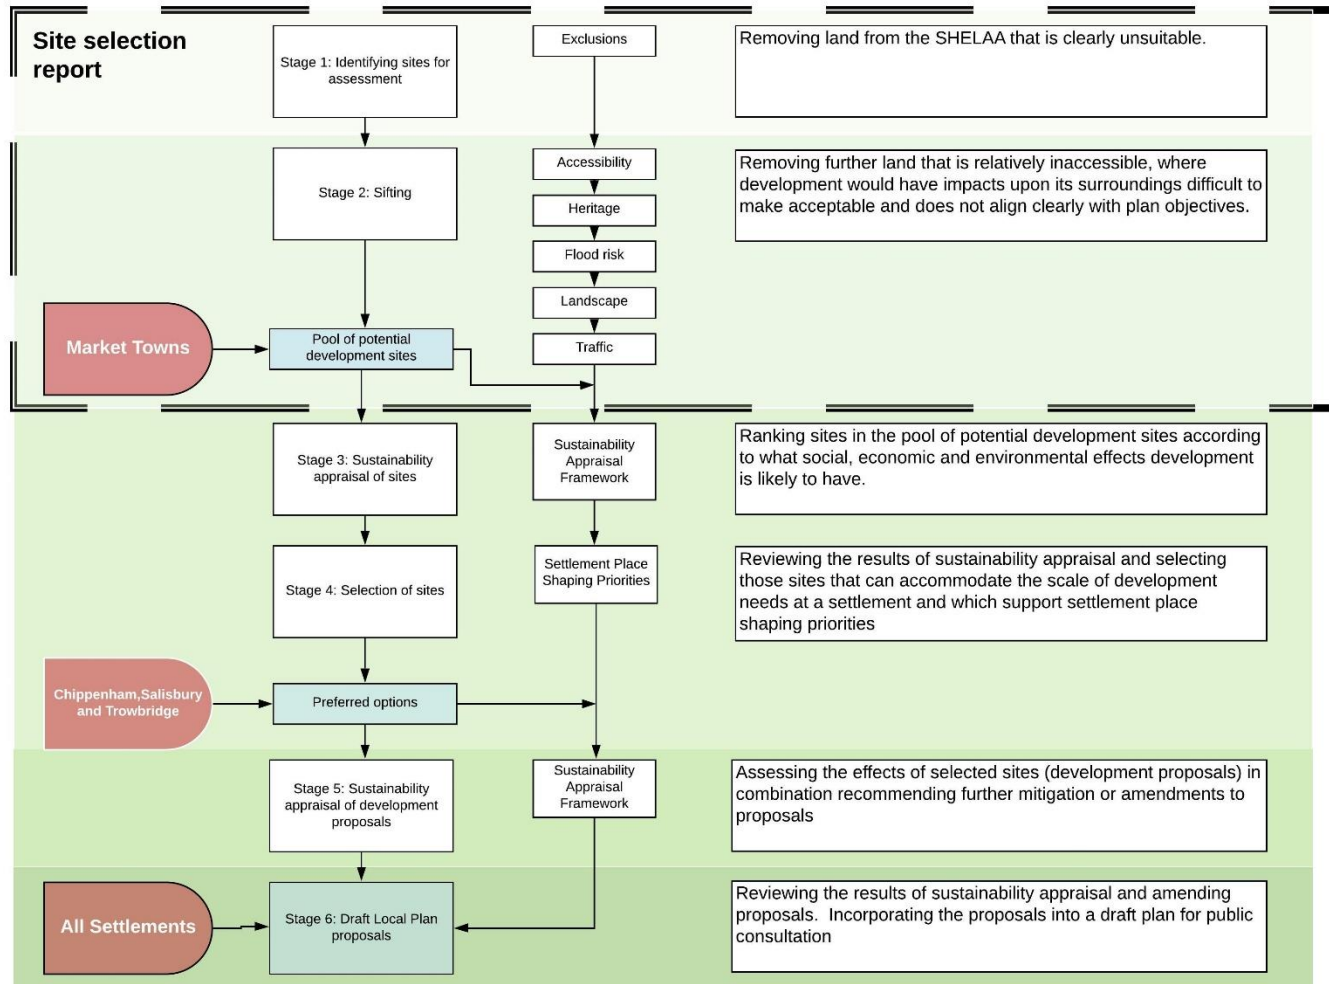 Site selection
report
Stage 1: Identifying sites for
assessment
Exclusions
Removing land from the SHELAA that is clearly unsuitable.
Stage 2: Sifting
Accessibility
Heritage
Flood risk
Landscape
Traffic
Removing further land that is relatively inaccessible, where
development would have impacts upon its surroundings difficult to
make acceptable and does not align clearly with plan objectives.
Market Towns
Pool of potential
development sites
Stage 3: Sustainability
appraisal of sites
Sustainability
Appraisal
Framework
Ranking sites in the pool of potential development sites according
to what social, economic and environmental effects development
is likely to have.
Stage 4: Selection of sites
Settlement Place
Shaping Priorities
Reviewing the results of sustainability appraisal and selecting
those sites that can accommodate the scale of development
needs at a settlement and which support settlement place
shaping priorities
Chippenham,Salisbury
and Trowbridge
Preferred options
Stage 5: Sustainability
appraisal of development
proposals
Sustainability
Appraisal
Framework
Assessing the effects of selected sites (development proposals) in
combination recommending further mitigation or amendments to
proposals
All Settlements
Stage 6: Draft Local Plan
proposals
Reviewing the results of sustainability appraisal and amending
proposals.  Incorporating the proposals into a draft plan for public
consultation